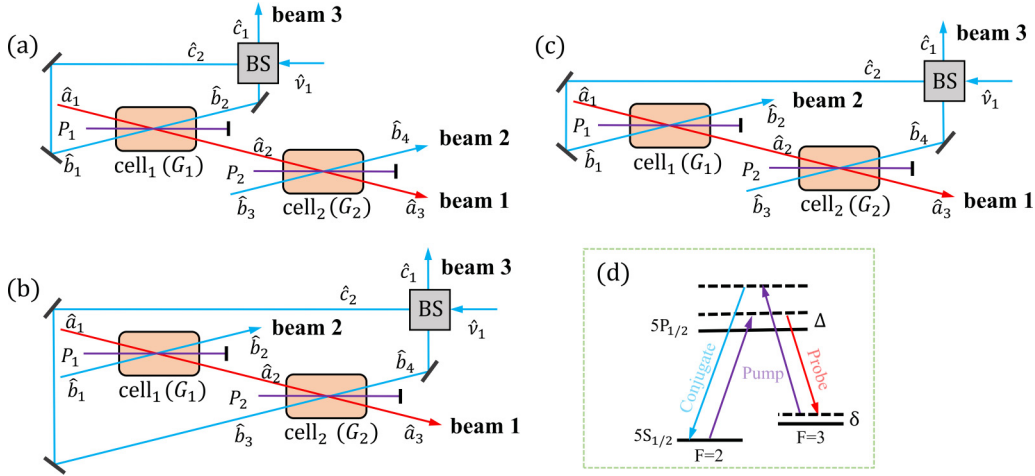 (a)
beam 3
ĉ₁
ĉ₂
BS
v̂₁
â₁
b̂₂
P₁
b̂₁
cell₁ (G₁)
â₂
b̂₄
beam 2
P₂
b̂₃
cell₂ (G₂)
â₃
beam 1
(b)
beam 3
ĉ₁
ĉ₂
BS
v̂₁
â₁
beam 2
b̂₂
P₁
b̂₁
cell₁ (G₁)
â₂
b̂₄
P₂
b̂₃
cell₂ (G₂)
â₃
beam 1
(c)
beam 3
ĉ₁
ĉ₂
BS
v̂₁
â₁
beam 2
b̂₂
P₁
b̂₁
cell₁ (G₁)
â₂
b̂₄
P₂
b̂₃
cell₂ (G₂)
â₃
beam 1
(d)
5P₁/₂
Δ
Conjugate
Pump
Probe
δ
5S₁/₂
F=2
F=3